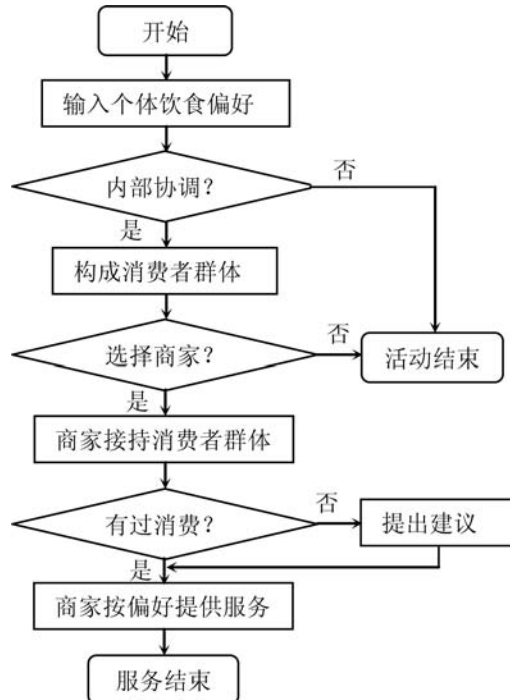 开始
输入个体饮食偏好
内部协调?
否
是
构成消费者群体
选择商家?
否
活动结束
是
商家接持消费者群体
有过消费?
否
提出建议
是
商家按偏好提供服务
服务结束